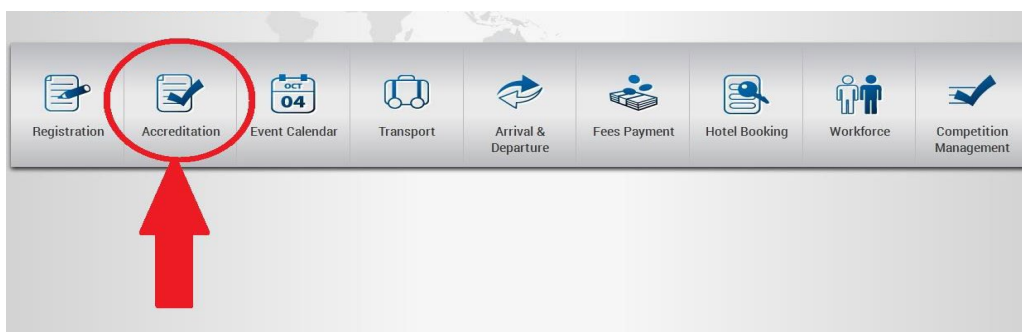 OCT
04
Registration
Accreditation
Event Calendar
Transport
Arrival &
Departure
Fees Payment
Hotel Booking
Workforce
Competition
Management